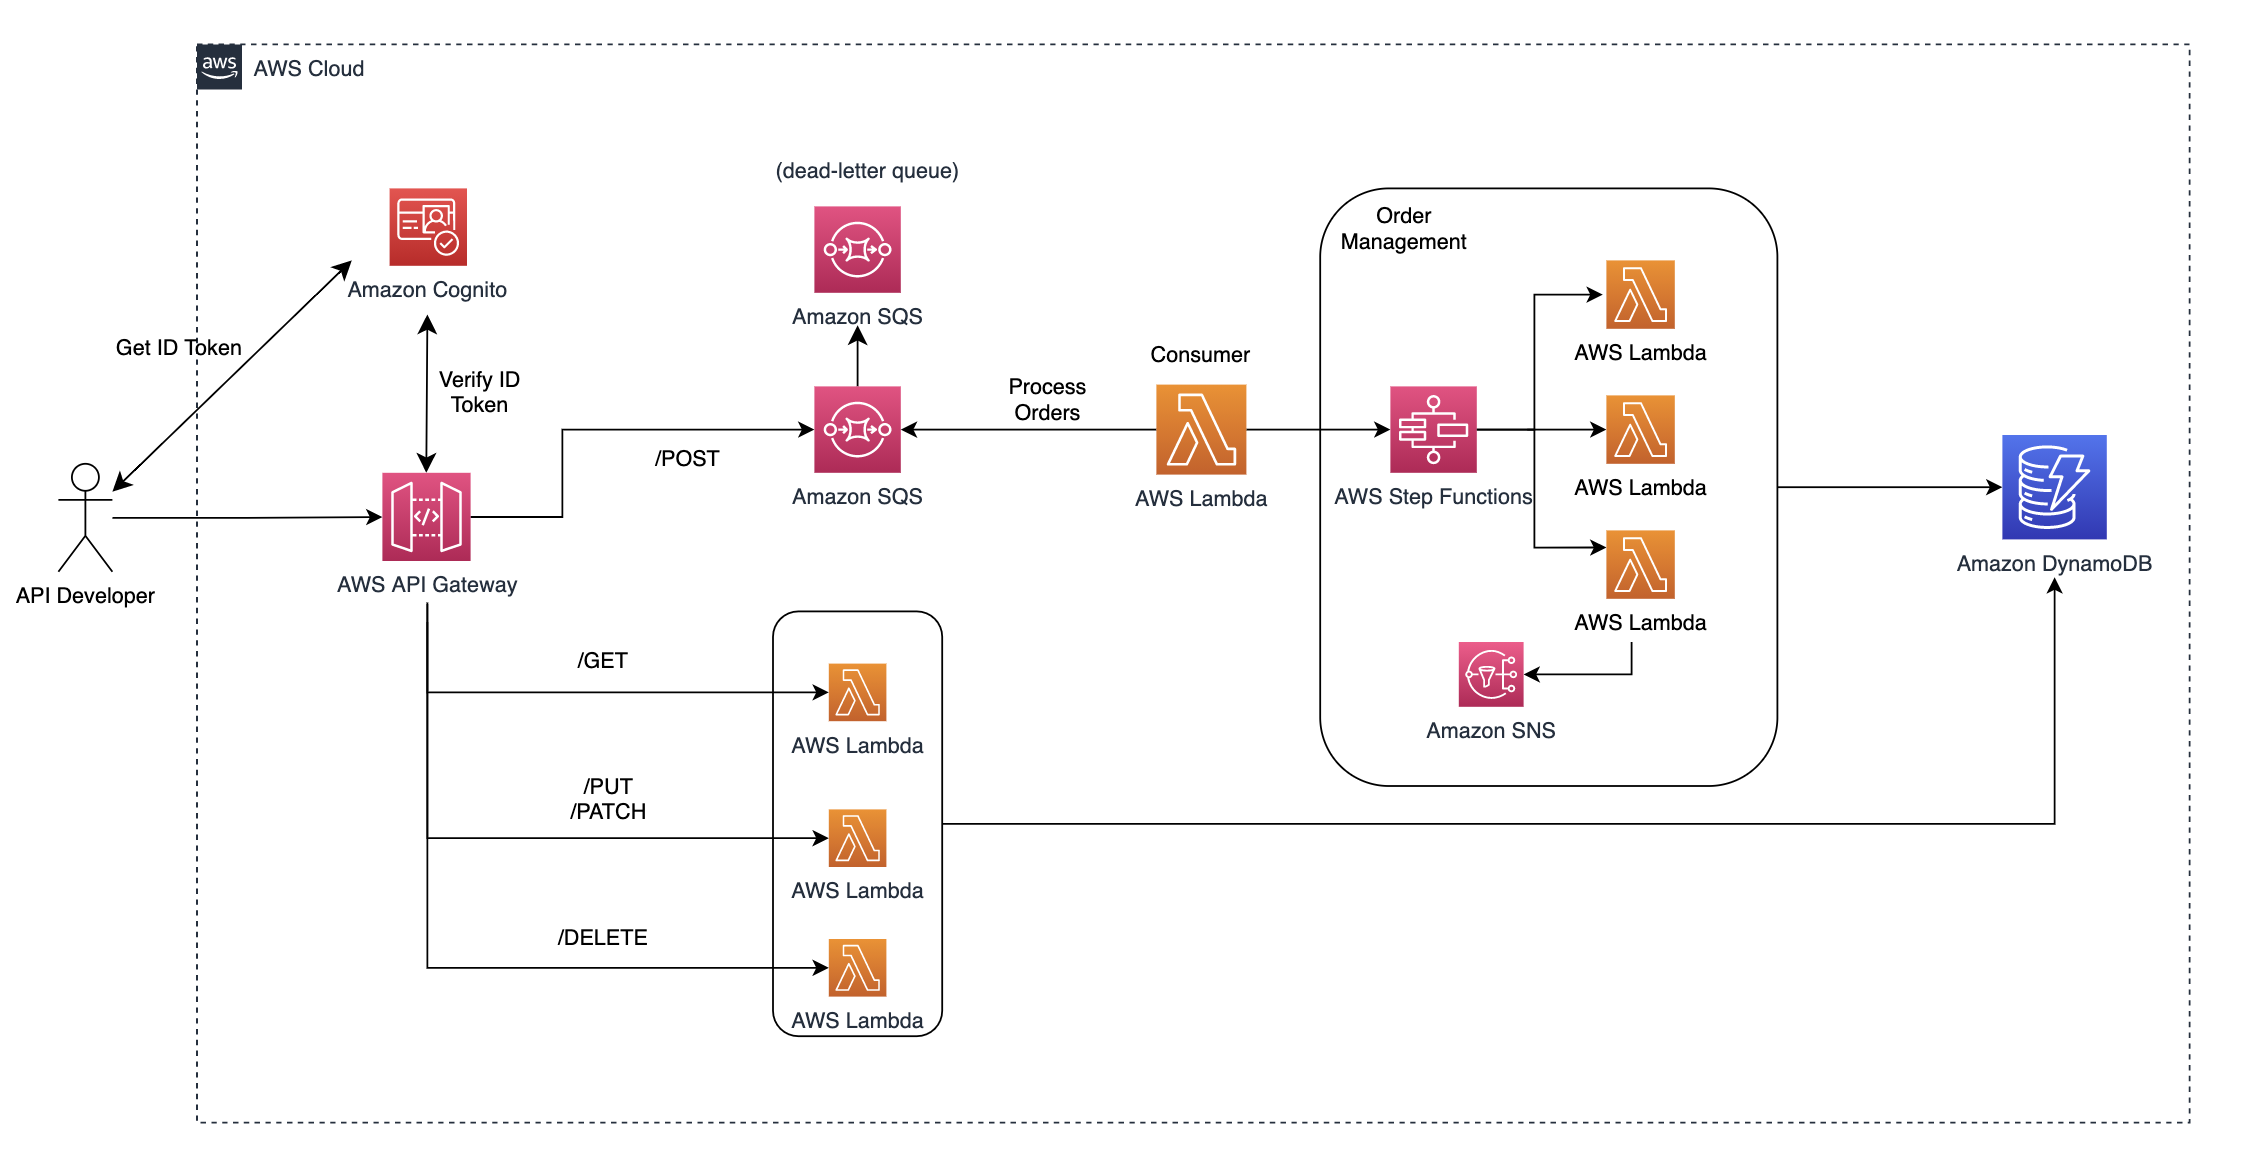 aws
AWS Cloud
(dead-letter queue)
Amazon SQS
Amazon Cognito
Get ID Token
Verify ID
Token
API Developer
AWS API Gateway
/POST
Amazon SQS
Process
Orders
Consumer
AWS Lambda
Order
Management
AWS Step Functions
AWS Lambda
AWS Lambda
AWS Lambda
Amazon SNS
Amazon DynamoDB
/GET
AWS Lambda
/PUT
/PATCH
AWS Lambda
/DELETE
AWS Lambda